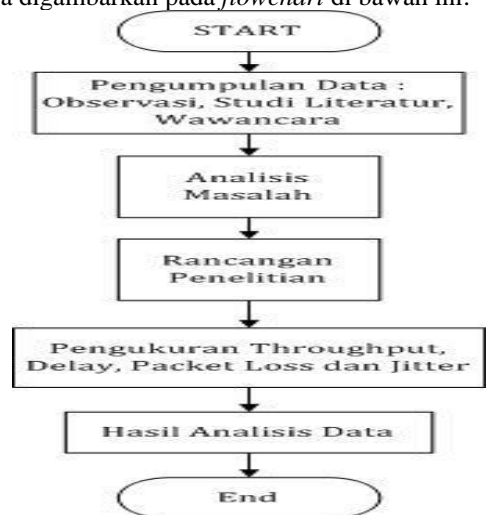 a digambarkan pada flowchart di bawah ini.
START
Pengumpulan Data :
Observasi, Studi Literatur,
Wawancara
Analisis
Masalah
Rancangan
Penelitian
Pengukuran Throughput,
Delay, Packet Loss dan Jitter
Hasil Analisis Data
End